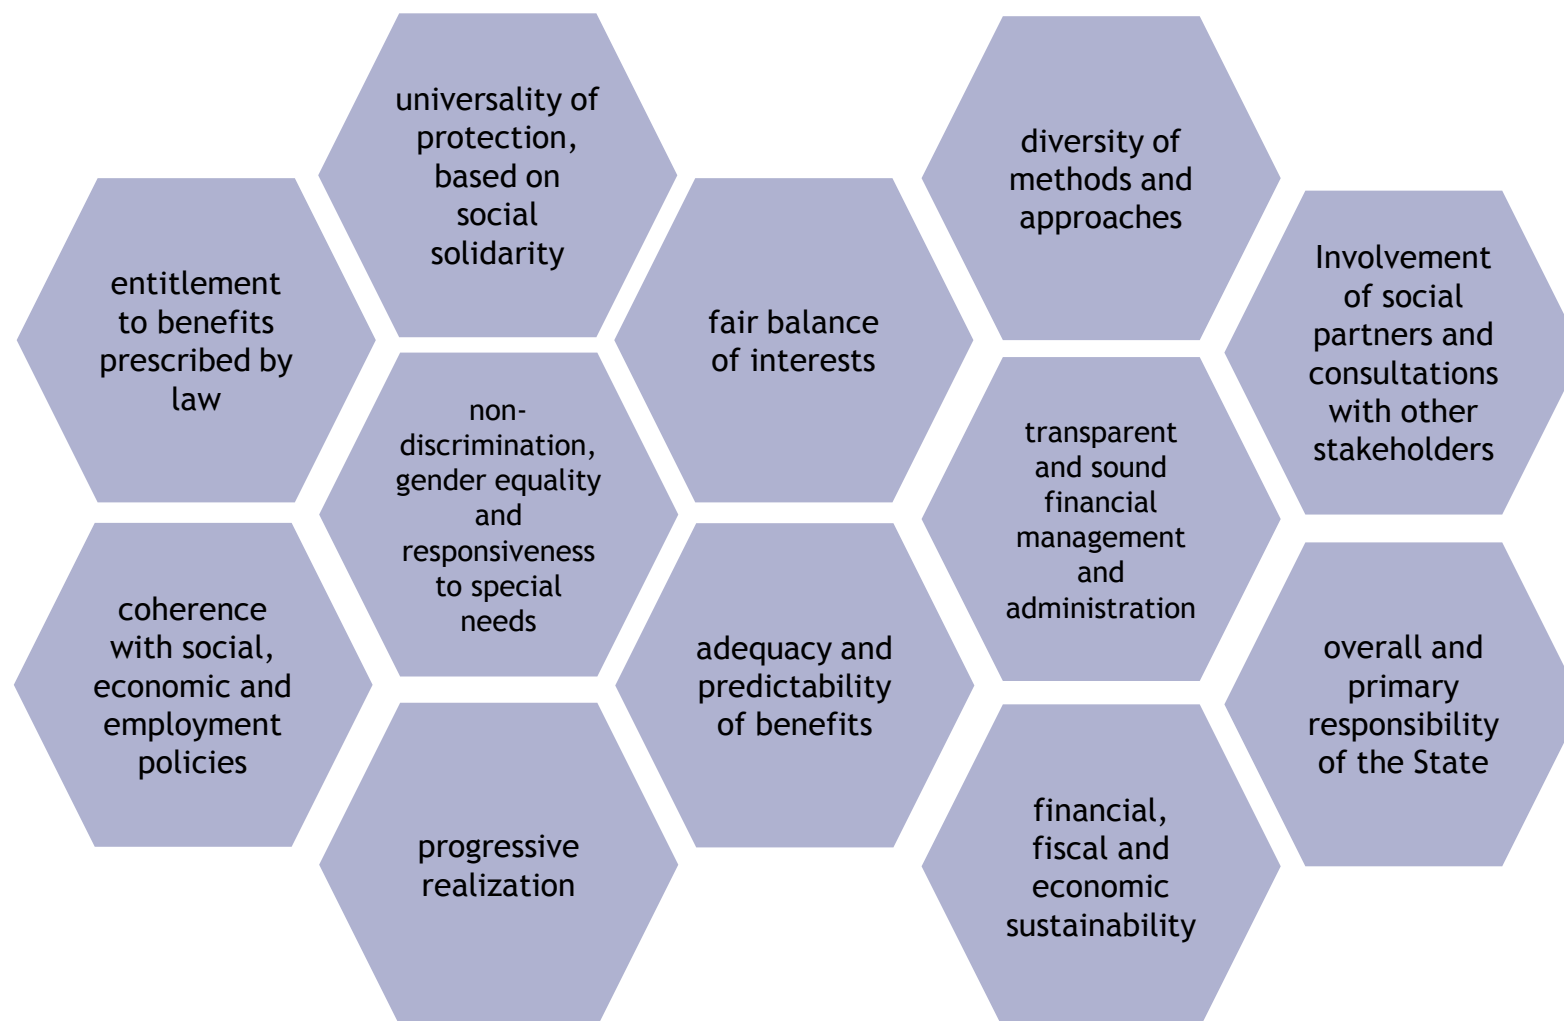 universality of
protection,
based on
social
solidarity
diversity of
methods and
approaches
entitlement
to benefits
prescribed by
law
fair balance
of interests
Involvement
of social
partners and
consultations
with other
stakeholders
non-
discrimination,
gender equality
and
responsiveness
to special
needs
transparent
and sound
financial
management
and
administration
coherence
with social,
economic and
employment
policies
adequacy and
predictability
of benefits
overall and
primary
responsibility
of the State
progressive
realization
financial,
fiscal and
economic
sustainability